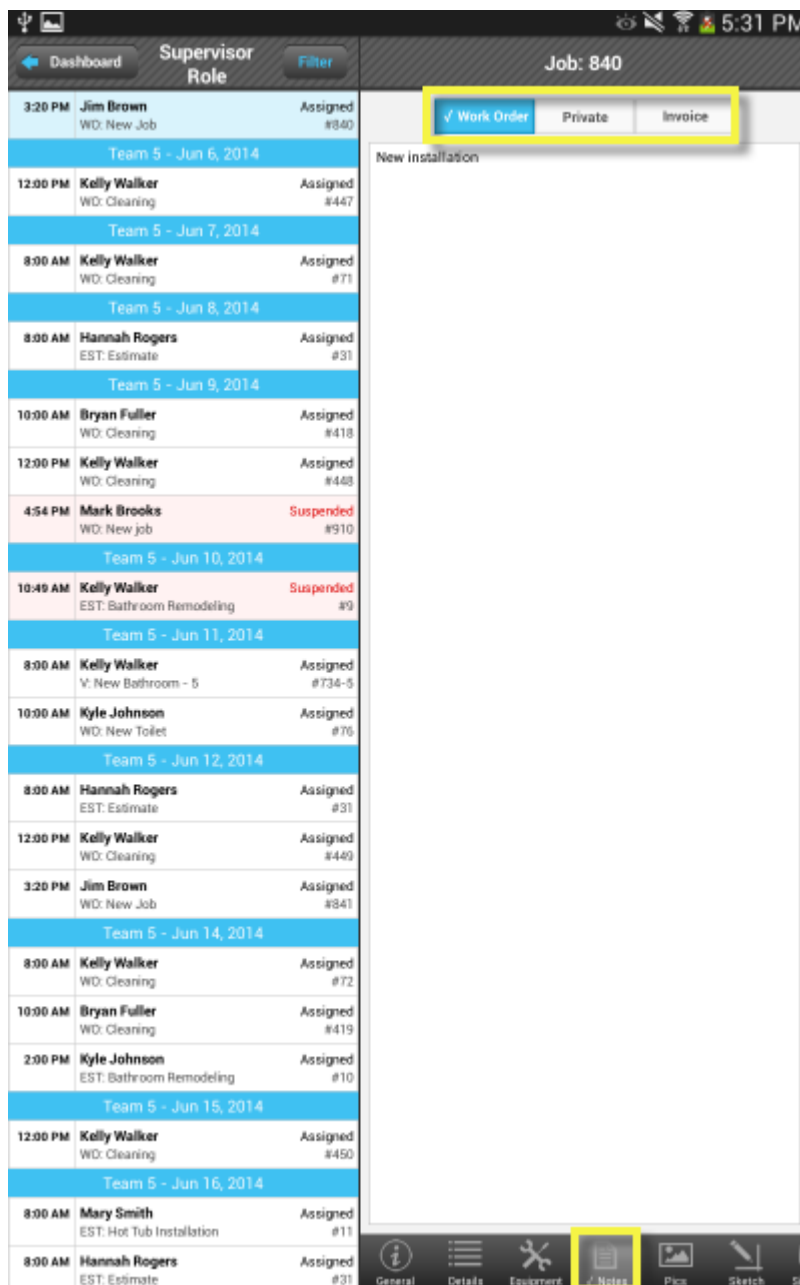 5:31 PM
Dashboard
Supervisor
Role
Filter
3:20 PM Jim Brown Assigned
WO: New Job #840
Team 5 - Jun 6, 2014
12:00 PM Kelly Walker Assigned
WO: Cleaning #447
Team 5 - Jun 7, 2014
8:00 AM Kelly Walker Assigned
WO: Cleaning #71
Team 5 - Jun 8, 2014
8:00 AM Hannah Rogers Assigned
EST: Estimate #31
Team 5 - Jun 9, 2014
10:00 AM Bryan Fuller Assigned
WO: Cleaning #418
12:00 PM Kelly Walker Assigned
WO: Cleaning #448
4:54 PM Mark Brooks Suspended
WO: New job #910
Team 5 - Jun 10, 2014
10:49 AM Kelly Walker Suspended
EST: Bathroom Remodeling #9
Team 5 - Jun 11, 2014
8:00 AM Kelly Walker Assigned
V: New Bathroom - 5 #734-5
10:00 AM Kyle Johnson Assigned
WO: New Toilet #76
Team 5 - Jun 12, 2014
8:00 AM Hannah Rogers Assigned
EST: Estimate #31
12:00 PM Kelly Walker Assigned
WO: Cleaning #449
3:20 PM Jim Brown Assigned
WO: New Job #841
Team 5 - Jun 14, 2014
8:00 AM Kelly Walker Assigned
WO: Cleaning #72
10:00 AM Bryan Fuller Assigned
WO: Cleaning #419
2:00 PM Kyle Johnson Assigned
EST: Bathroom Remodeling #10
Team 5 - Jun 15, 2014
12:00 PM Kelly Walker Assigned
WO: Cleaning #450
Team 5 - Jun 16, 2014
8:00 AM Mary Smith Assigned
EST: Hot Tub Installation #11
8:00 AM Hannah Rogers Assigned
EST: Estimate #31
Job: 840
√ Work Order Private Invoice
New installation
General Details Equipment √ Notes Pics Sketch